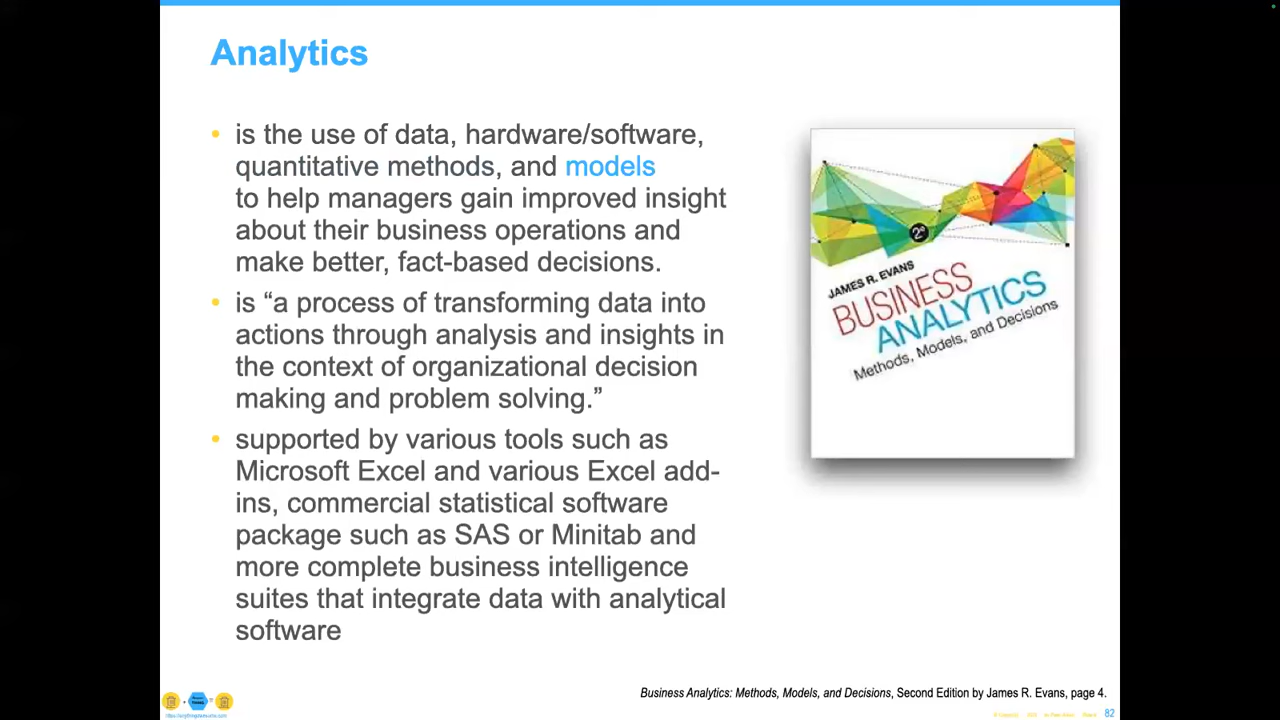 Analytics
is the use of data, hardware/software,
quantitative methods, and models
to help managers gain improved insight
about their business operations and
make better, fact-based decisions.
is “a process of transforming data into
actions through analysis and insights in
the context of organizational decision
making and problem solving.”
supported by various tools such as
Microsoft Excel and various Excel add-
ins, commercial statistical software
package such as SAS or Minitab and
more complete business intelligence
suites that integrate data with analytical
software
JAMES R. EVANS
BUSINESS
ANALYTICS
Methods, Models, and Decisions
Business Analytics: Methods, Models, and Decisions, Second Edition by James R. Evans, page 4.
82